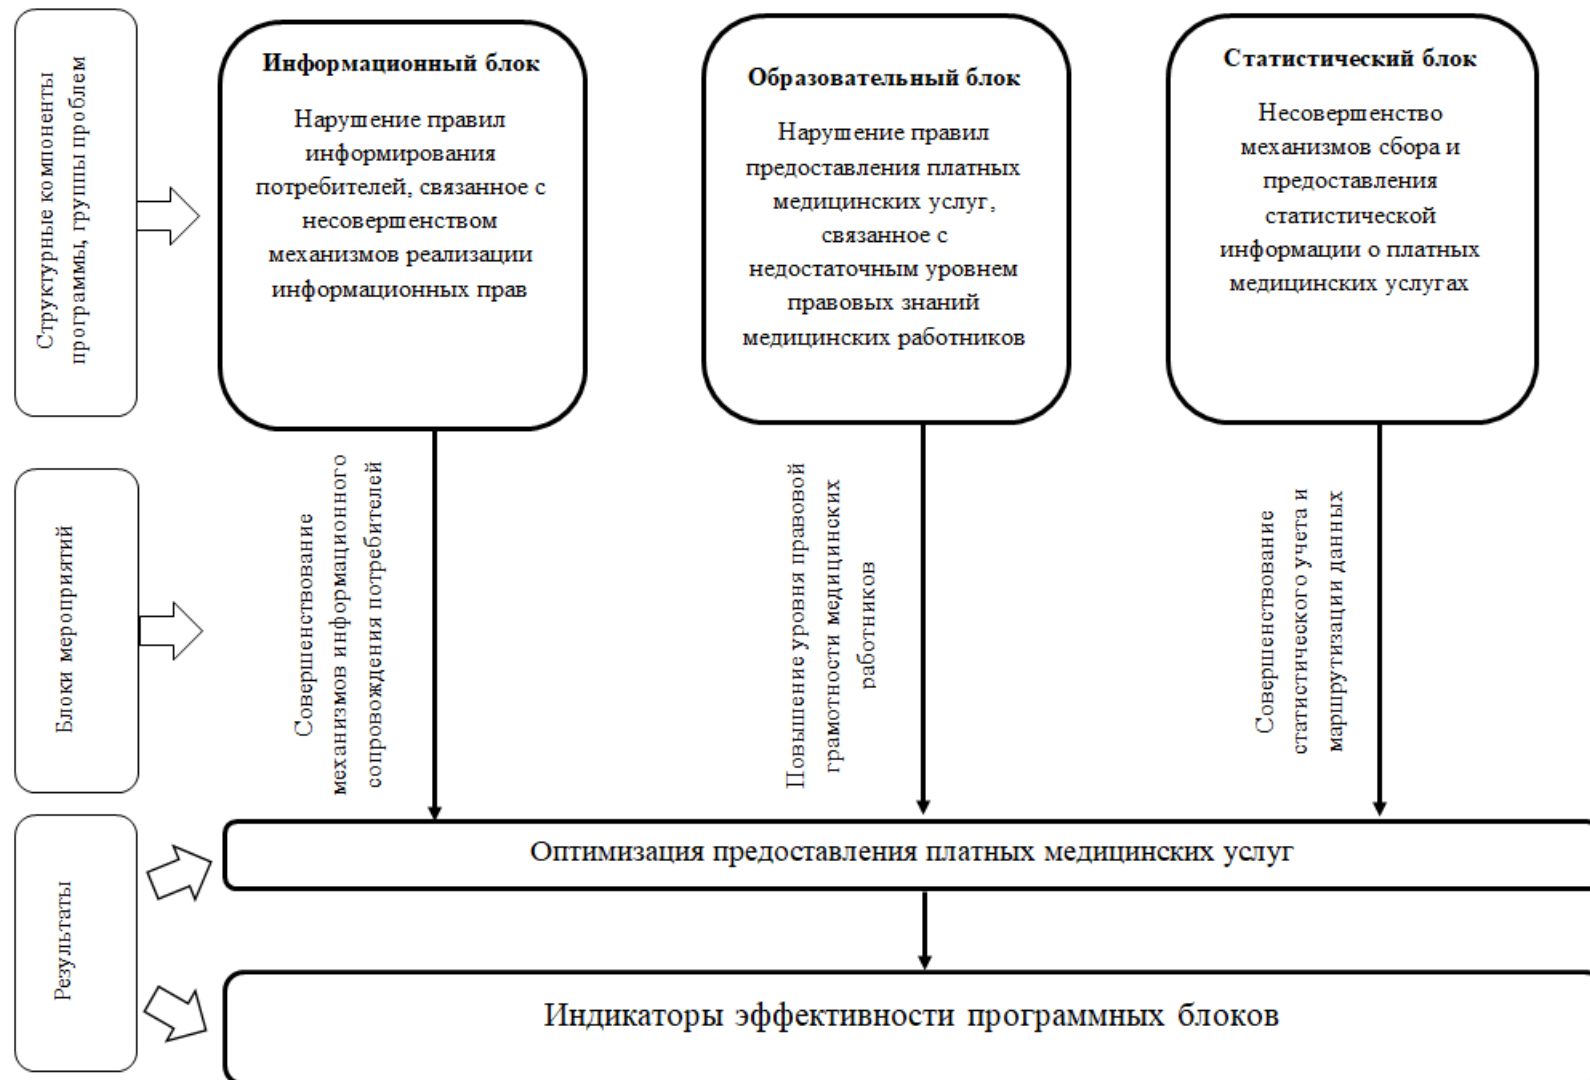 Структурные компоненты
программы, группы проблем
Информационный блок
Нарушение правил
информирования
потребителей, связанное с
несовершенством
механизмов реализации
информационных прав
Образовательный блок
Нарушение правил
предоставления платных
медицинских услуг,
связанное с
недостаточным уровнем
правовых знаний
медицинских работников
Статистический блок
Несовершенство
механизмов сбора и
предоставления
статистической
информации о платных
медицинских услугах
Блоки мероприятий
Совершенствование
механизмов информационного
сопровождения потребителей
Повышение уровня правовой
грамотности медицинских
работников
Совершенствование
статистического учета и
маршрутизации данных
Результаты
Оптимизация предоставления платных медицинских услуг
Индикаторы эффективности программных блоков